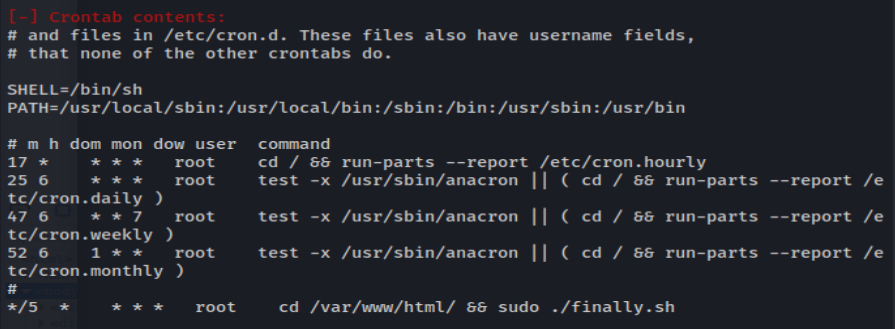 [-] Crontab contents:
# and files in /etc/cron.d. These files also have username fields,
# that none of the other crontabs do.
SHELL=/bin/sh
PATH=/usr/local/sbin:/usr/local/bin:/sbin:/bin:/usr/sbin:/usr/bin
# m h dom mon dow user  command
17 *    * * *   root    cd / && run-parts --report /etc/cron.hourly
25 6    * * *   root    test -x /usr/sbin/anacron || ( cd / && run-parts --report /e
tc/cron.daily )
47 6    * * 7   root    test -x /usr/sbin/anacron || ( cd / && run-parts --report /e
tc/cron.weekly )
52 6    1 * *   root    test -x /usr/sbin/anacron || ( cd / && run-parts --report /e
tc/cron.monthly )
#
*/5  *    * * *   root    cd /var/www/html/ && sudo ./finally.sh